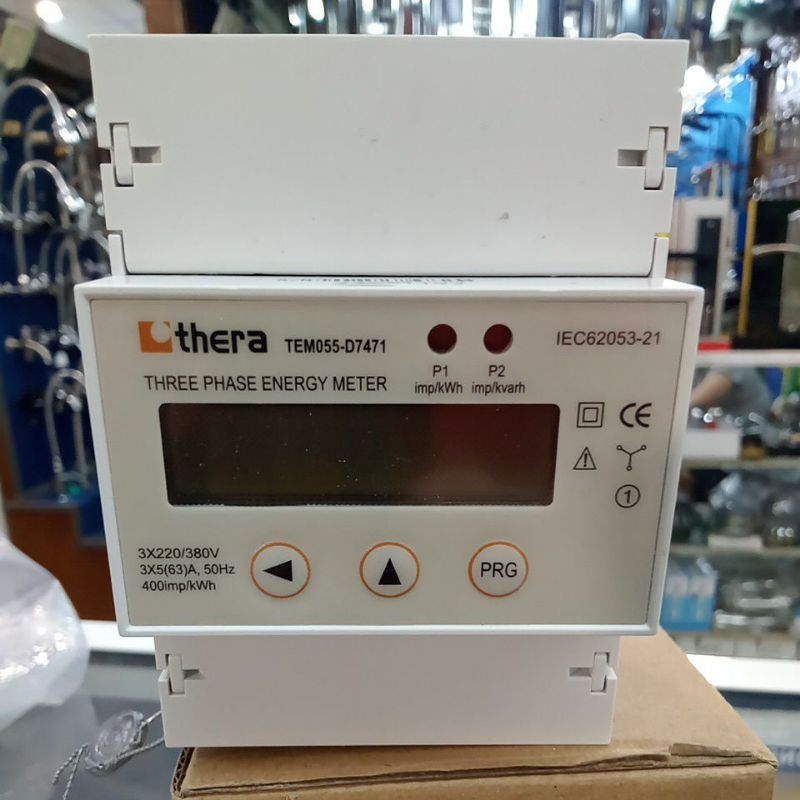 thera TEM055-D7471
IEC62053-21
P1 P2
imp/kWh imp/kvarh
THREE PHASE ENERGY METER
CE
1
3X220/380V
3X5(63)A, 50Hz
400imp/kWh
PRG